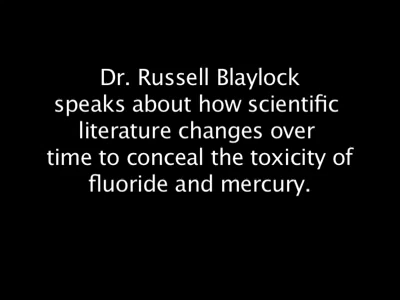 Dr. Russell Blaylock
speaks about how scientific
literature changes over
time to conceal the toxicity of
fluoride and mercury.